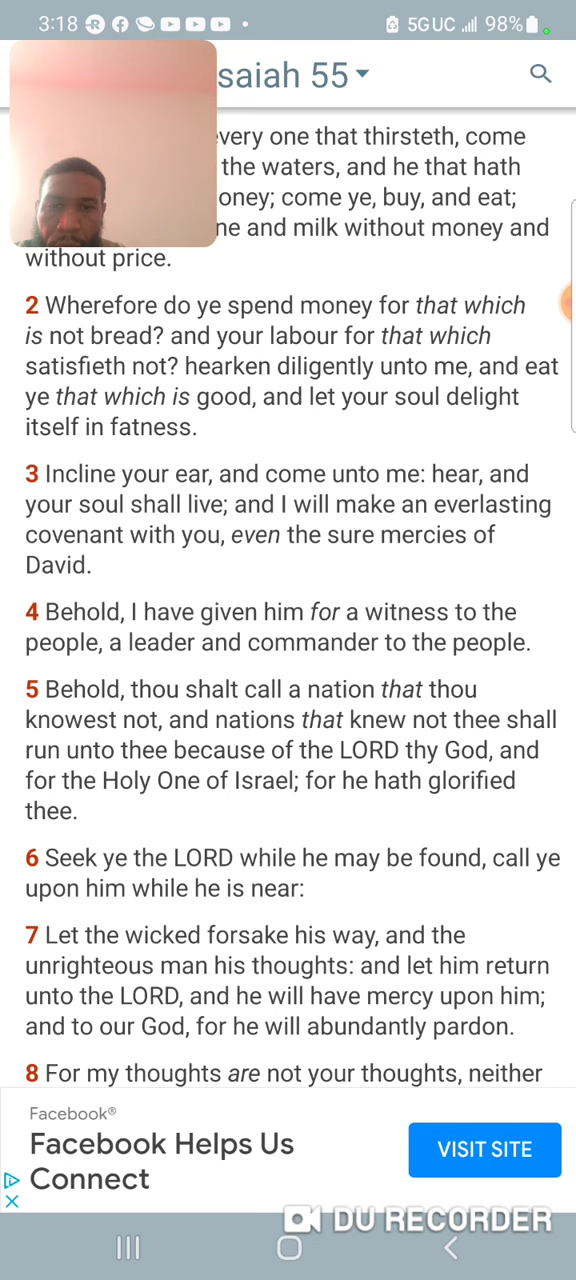 3:18
5G UC 98%
saiah 55
very one that thirsteth, come
the waters, and he that hath
oney; come ye, buy, and eat;
ne and milk without money and
without price.
2 Wherefore do ye spend money for that which
is not bread? and your labour for that which
satisfieth not? hearken diligently unto me, and eat
ye that which is good, and let your soul delight
itself in fatness.
3 Incline your ear, and come unto me: hear, and
your soul shall live; and I will make an everlasting
covenant with you, even the sure mercies of
David.
4 Behold, I have given him for a witness to the
people, a leader and commander to the people.
5 Behold, thou shalt call a nation that thou
knowest not, and nations that knew not thee shall
run unto thee because of the LORD thy God, and
for the Holy One of Israel; for he hath glorified
thee.
6 Seek ye the LORD while he may be found, call ye
upon him while he is near:
7 Let the wicked forsake his way, and the
unrighteous man his thoughts: and let him return
unto the LORD, and he will have mercy upon him;
and to our God, for he will abundantly pardon.
8 For my thoughts are not your thoughts, neither
Facebook®
Facebook Helps Us
Connect
VISIT SITE
DU RECORDER